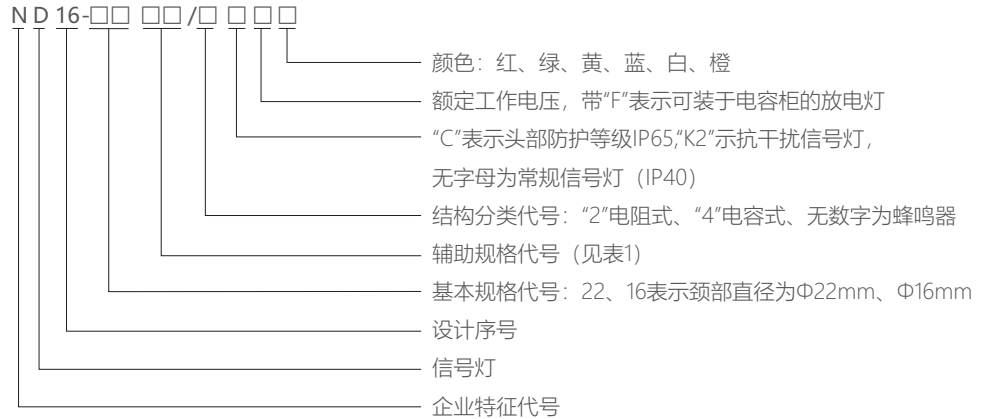 ND16-□□ □□/□ □ □ □
颜色：红、绿、黄、蓝、白、橙
额定工作电压，带“F”表示可装于电容柜的放电灯
“C”表示头部防护等级IP65,“K2”示抗干扰信号灯，
无字母为常规信号灯（IP40）
结构分类代号：“2”电阻式、“4”电容式、无数字为蜂鸣器
辅助规格代号（见表1）
基本规格代号：22、16表示颈部直径为Φ22mm、Φ16mm
设计序号
信号灯
企业特征代号